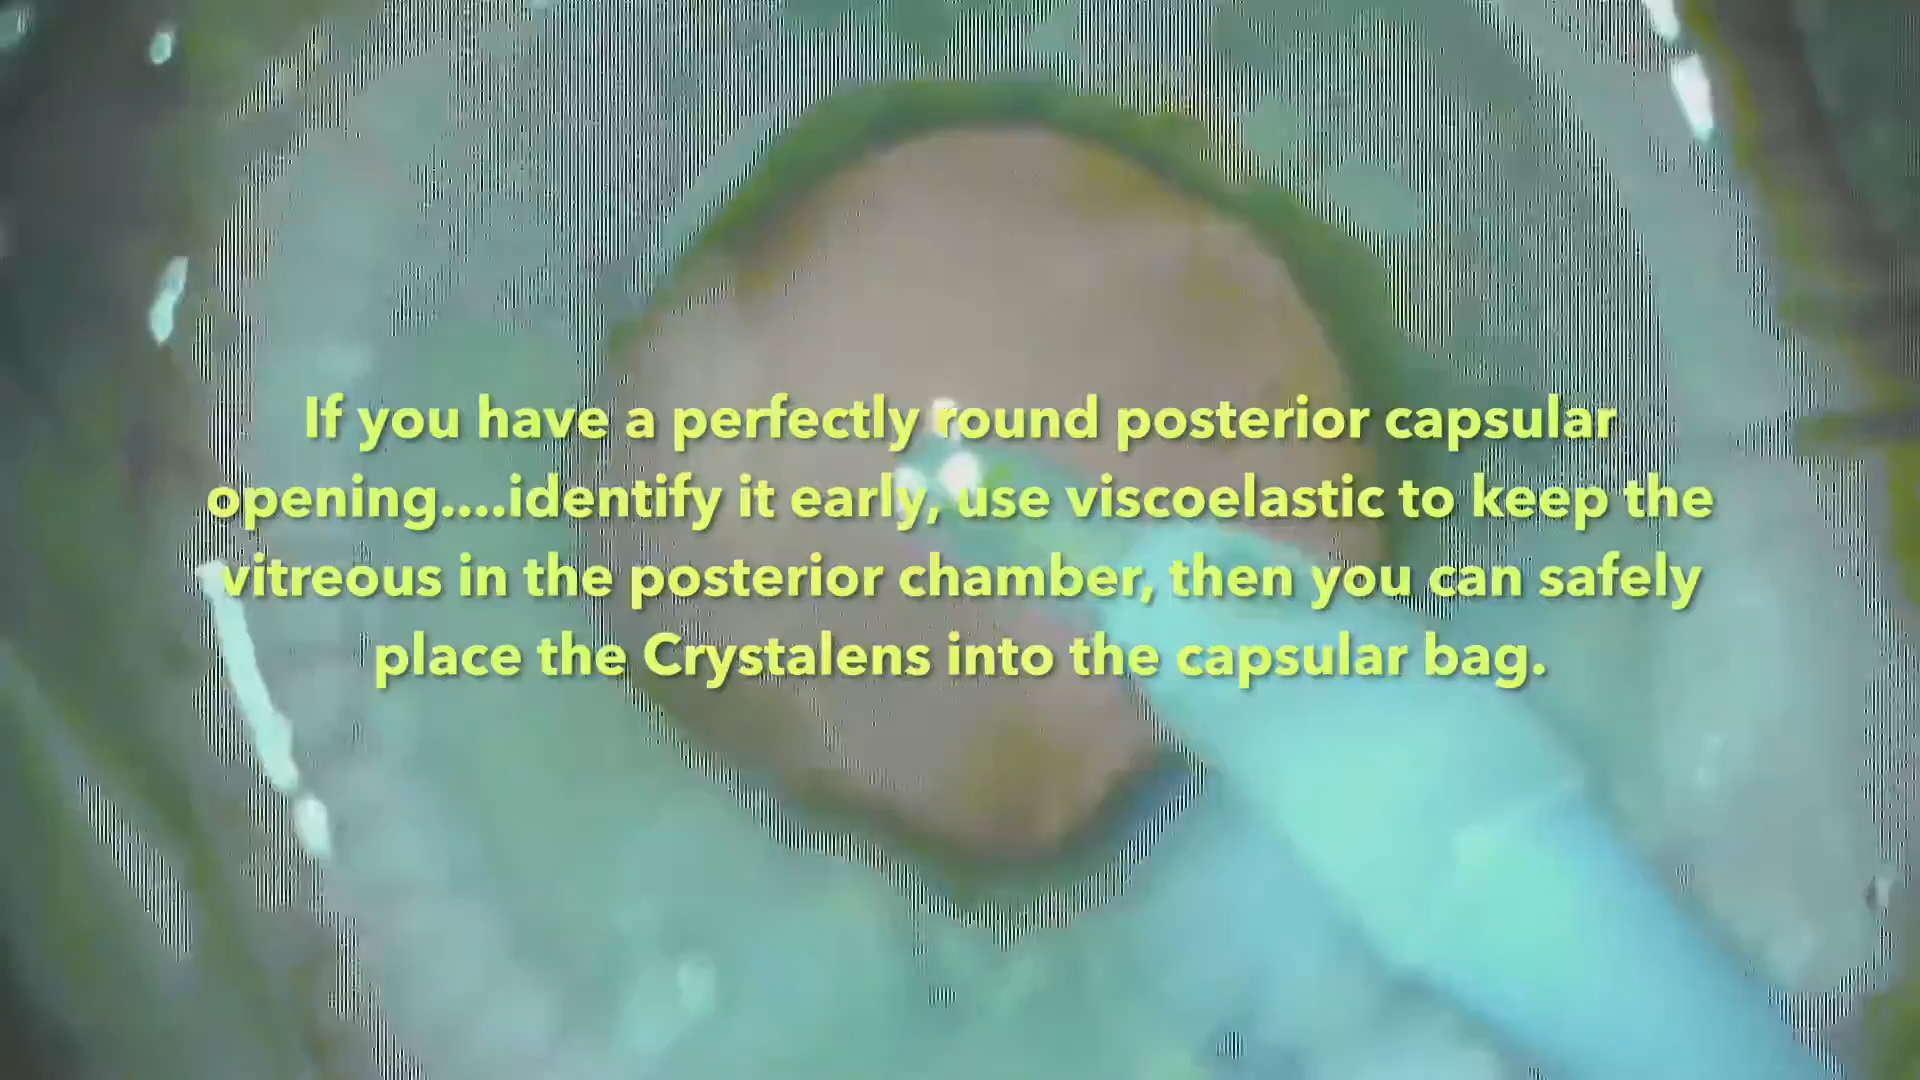 If you have a perfectly round posterior capsular
opening....identify it early, use viscoelastic to keep the
vitreous in the posterior chamber, then you can safely
place the Crystalens into the capsular bag.